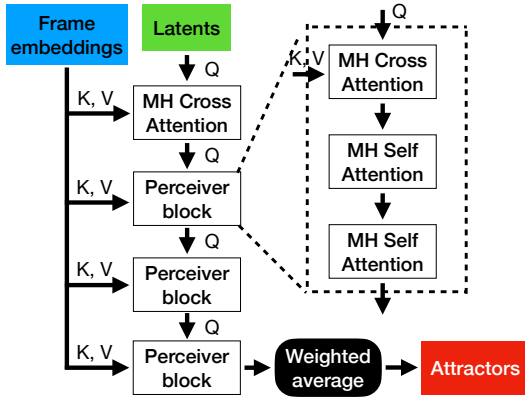 Frame
embeddings
Latents
Q
K, V
MH Cross
Attention
Q
K, V
Perceiver
block
Q
K, V
Perceiver
block
Q
K, V
Perceiver
block
Weighted
average
Attractors
Q
K, V
MH Cross
Attention
MH Self
Attention
MH Self
Attention